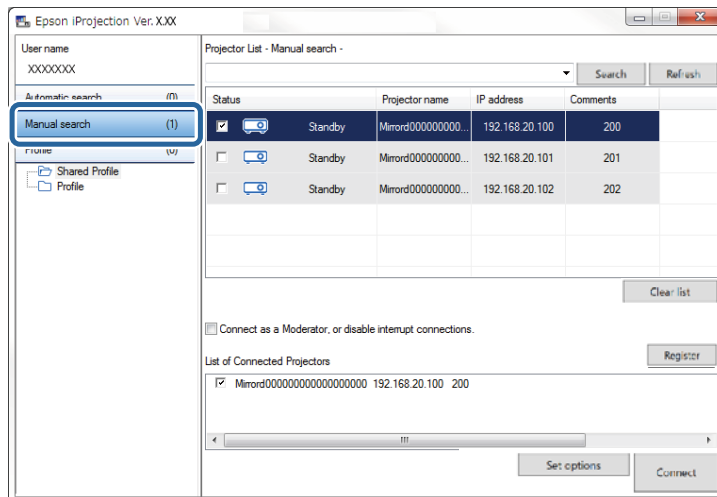 Epson iProjection Ver. X.XX
User name
XXXXXXX
Automatic search (0)
Manual search (1)
Profile (0)
Shared Profile
Profile
Projector List - Manual search -
Search Refresh
Status Projector name IP address Comments
Standby Mirrord000000000... 192.168.20.100 200
Standby Mirrord000000000... 192.168.20.101 201
Standby Mirrord000000000... 192.168.20.102 202
Clear list
Connect as a Moderator, or disable interrupt connections.
Register
List of Connected Projectors
Mirrord000000000000000000 192.168.20.100 200
Set options
Connect